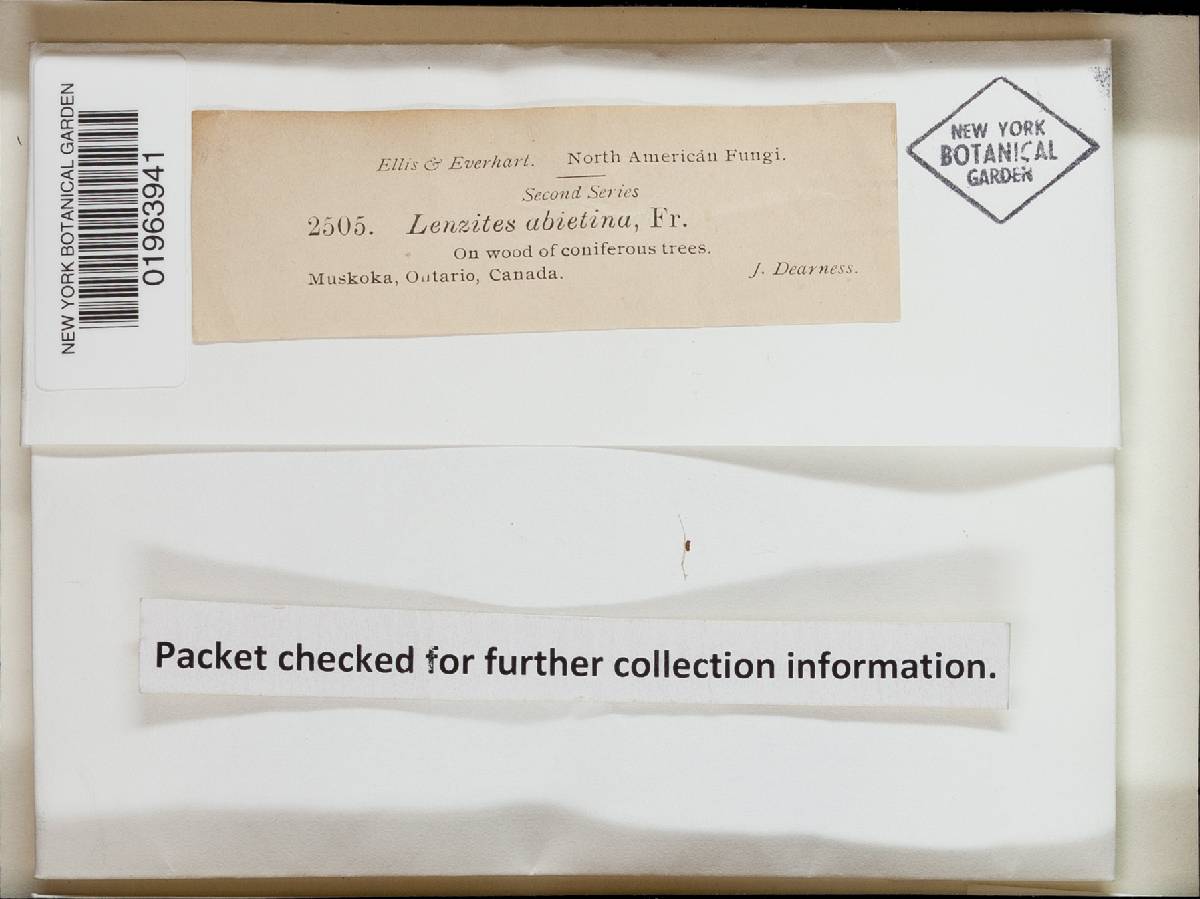 NEW YORK BOTANICAL GARDEN
01963941
Ellis & Everhart. North American Fungi.
Second Series
2505. Lenzites abietina, Fr.
On wood of coniferous trees.
Muskoka, Ontario, Canada. J. Dearness.
NEW YORK
BOTANICAL
GARDEN
Packet checked for further collection information.